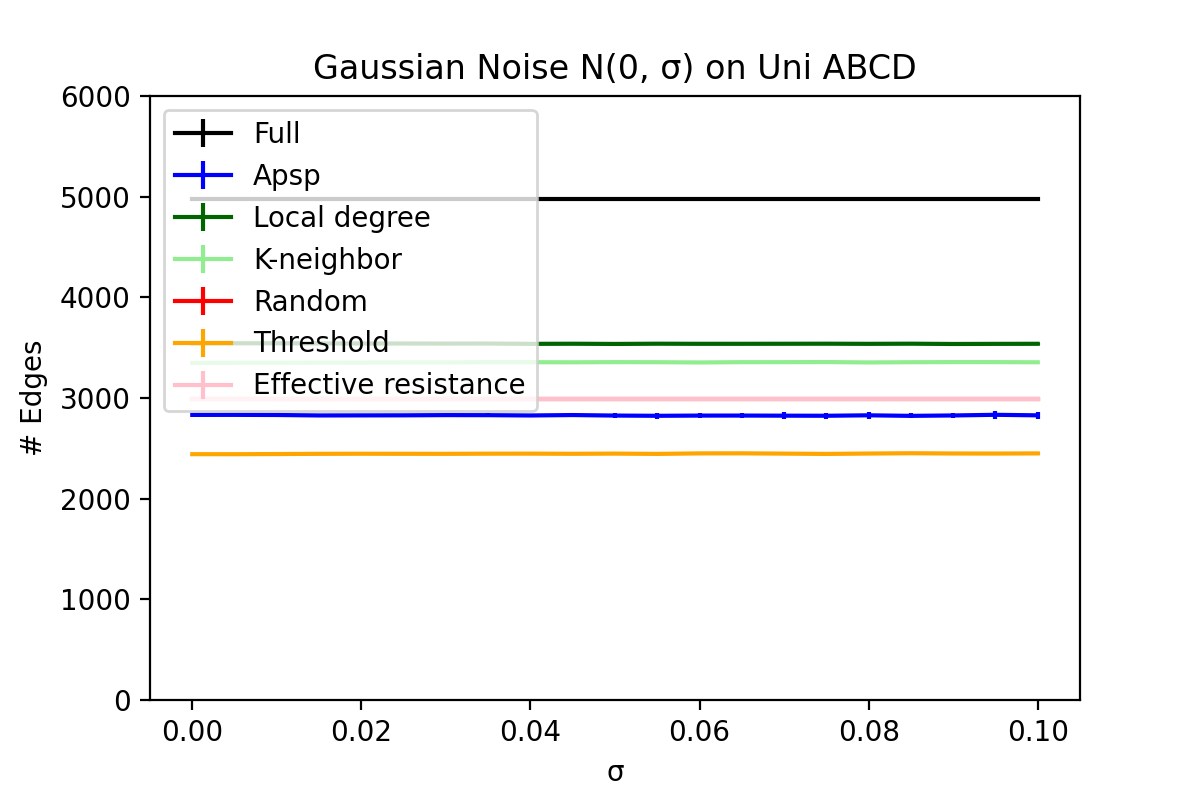 Gaussian Noise N(0, σ) on Uni ABCD
6000
5000
4000
3000
2000
1000
0
# Edges
Full
Apsp
Local degree
K-neighbor
Random
Threshold
Effective resistance
0.00 0.02 0.04 0.06 0.08 0.10
σ